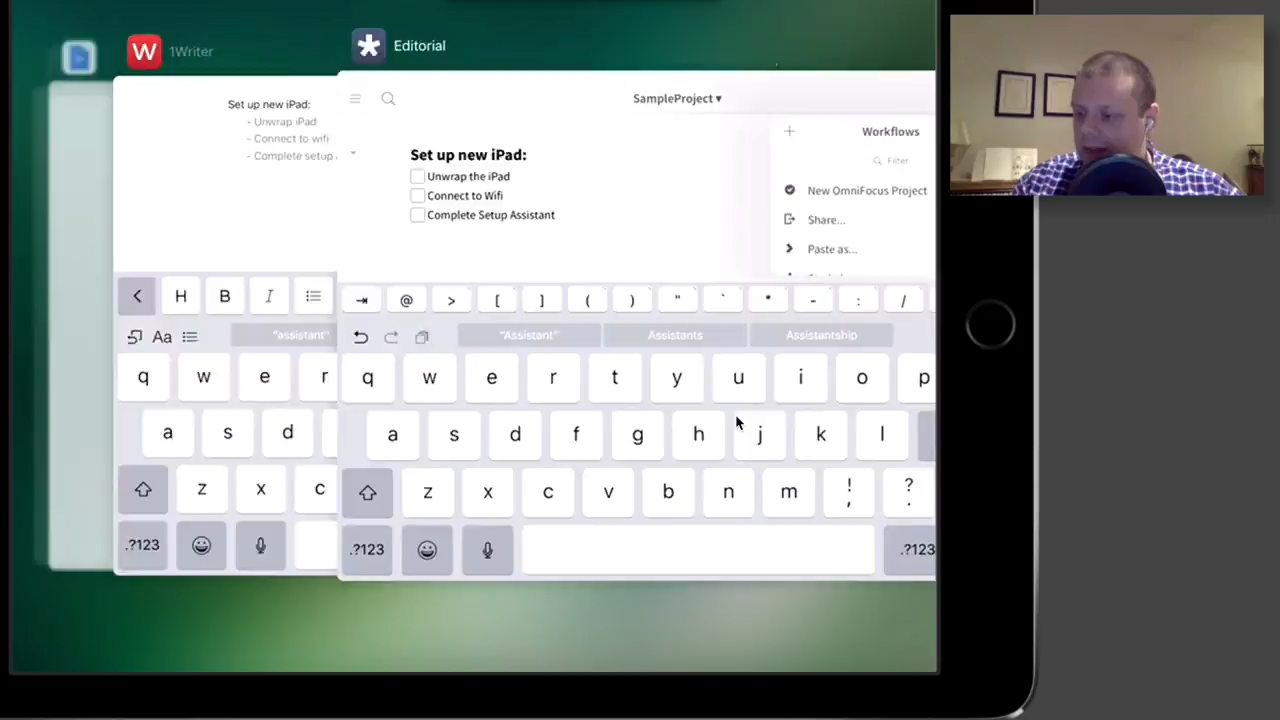 1Writer
Editorial
W
Set up new iPad:
- Unwrap iPad
- Connect to wifi
- Complete setup
SampleProject ▾
Set up new iPad:
Unwrap the iPad
Connect to Wifi
Complete Setup Assistant
Workflows
Filter
New OmniFocus Project
Share...
Paste as...
H B I
⇥ @ > [ ] ( ) " ` * - : /
Aa "assistant"
"Assistant" Assistants Assistantship
q w e r
a s d
z x c
.?123
q w e r t y u i o p
a s d f g h j k l
z x c v b n m ! , ? .
.?123 .?123